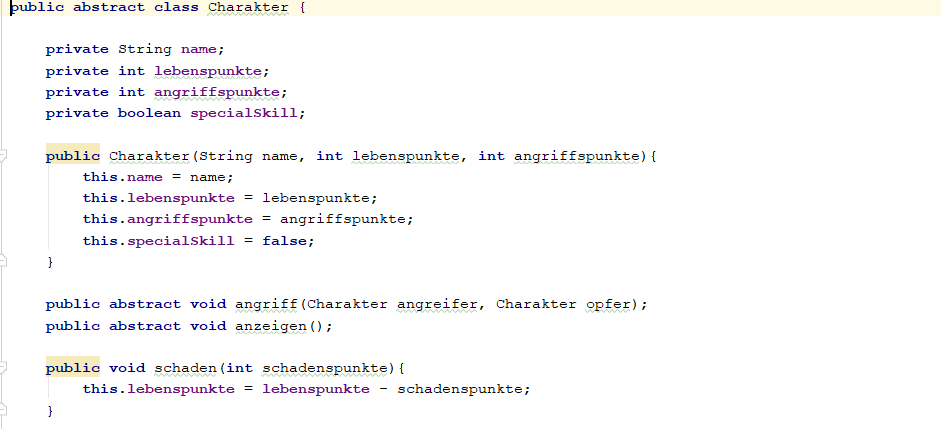 public abstract class Charakter {
private String name;
private int lebenspunkte;
private int angriffspunkte;
private boolean specialSkill;
public Charakter(String name, int lebenspunkte, int angriffspunkte){
this.name = name;
this.lebenspunkte = lebenspunkte;
this.angriffspunkte = angriffspunkte;
this.specialSkill = false;
}
public abstract void angriff(Charakter angreifer, Charakter opfer);
public abstract void anzeigen();
public void schaden(int schadenspunkte){
this.lebenspunkte = lebenspunkte - schadenspunkte;
}